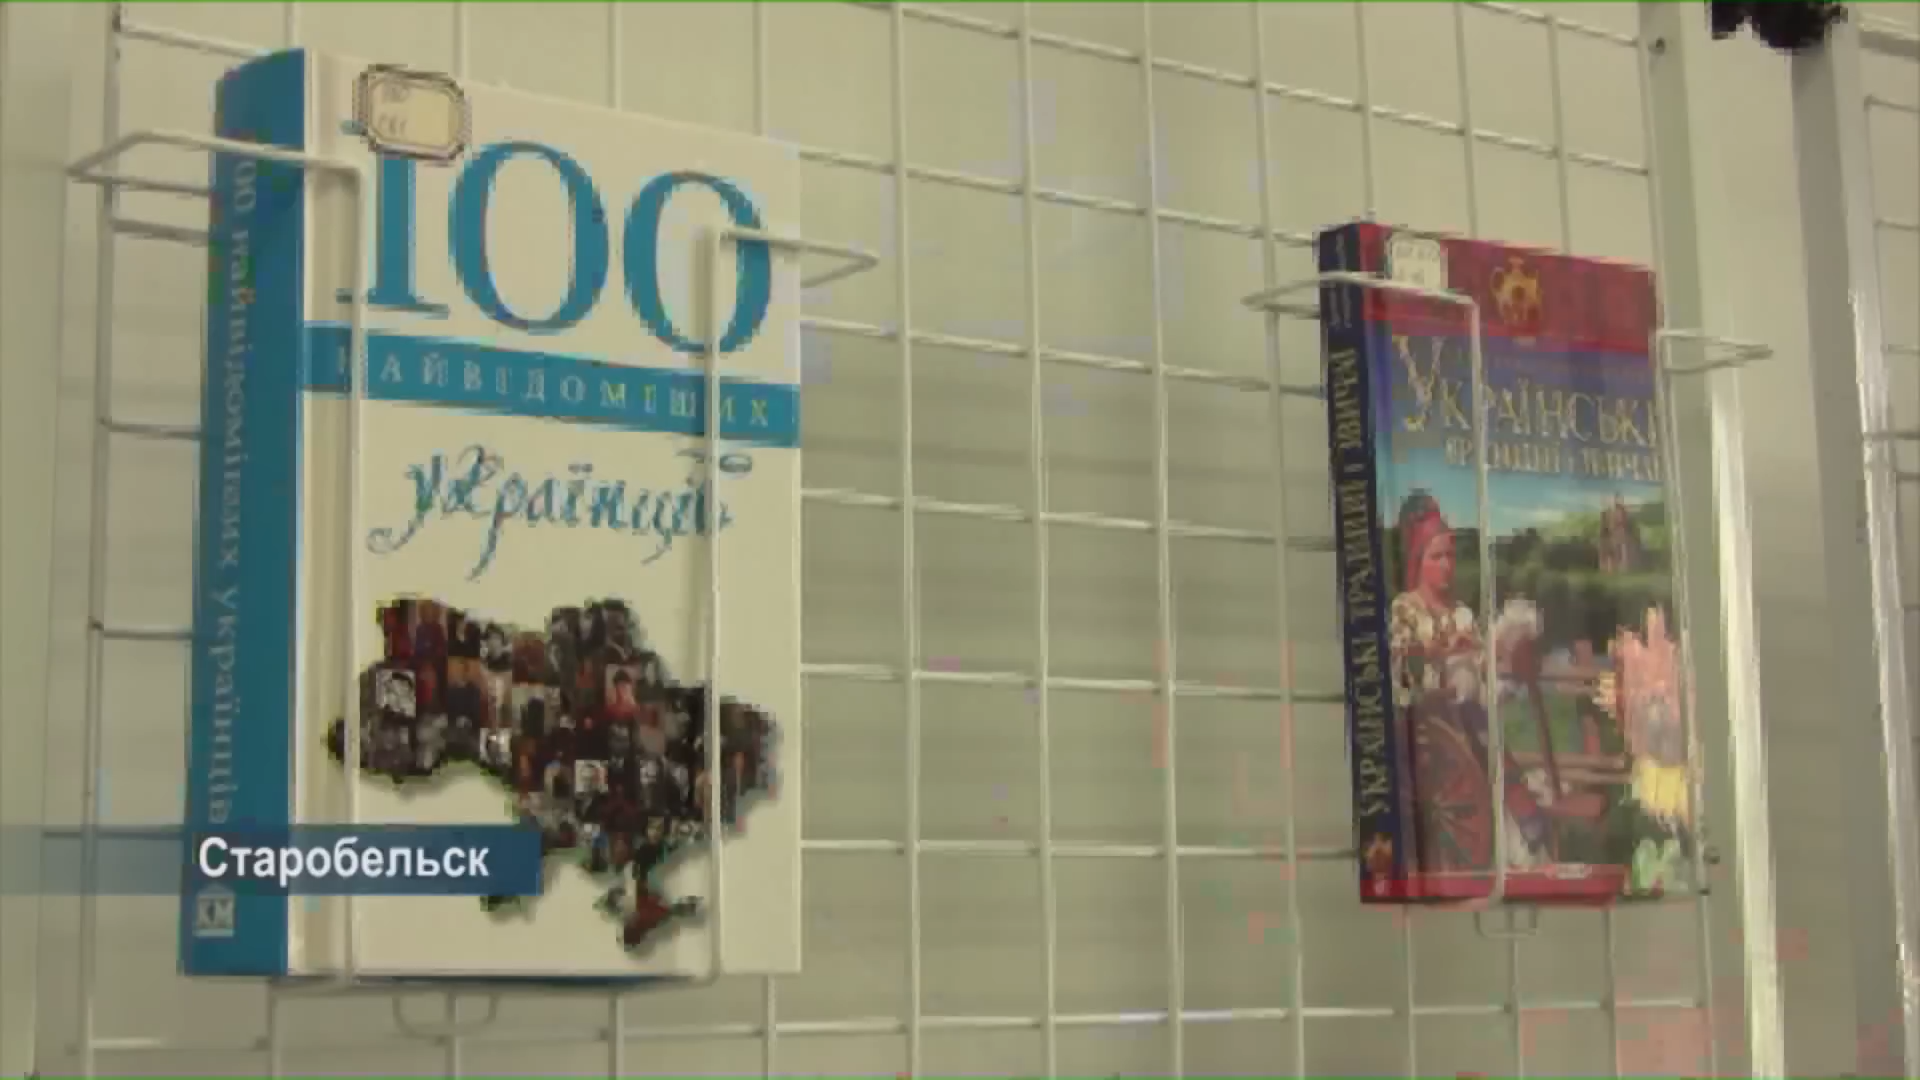 100 найвідоміших українців
100
НАЙВІДОМІШИХ
українців
КМ
УКРАЇНСЬКІ ТРАДИЦІЇ І ЗВИЧАЇ
УКРАЇНСЬКІ
ТРАДИЦІЇ І ЗВИЧАЇ
Старобельск